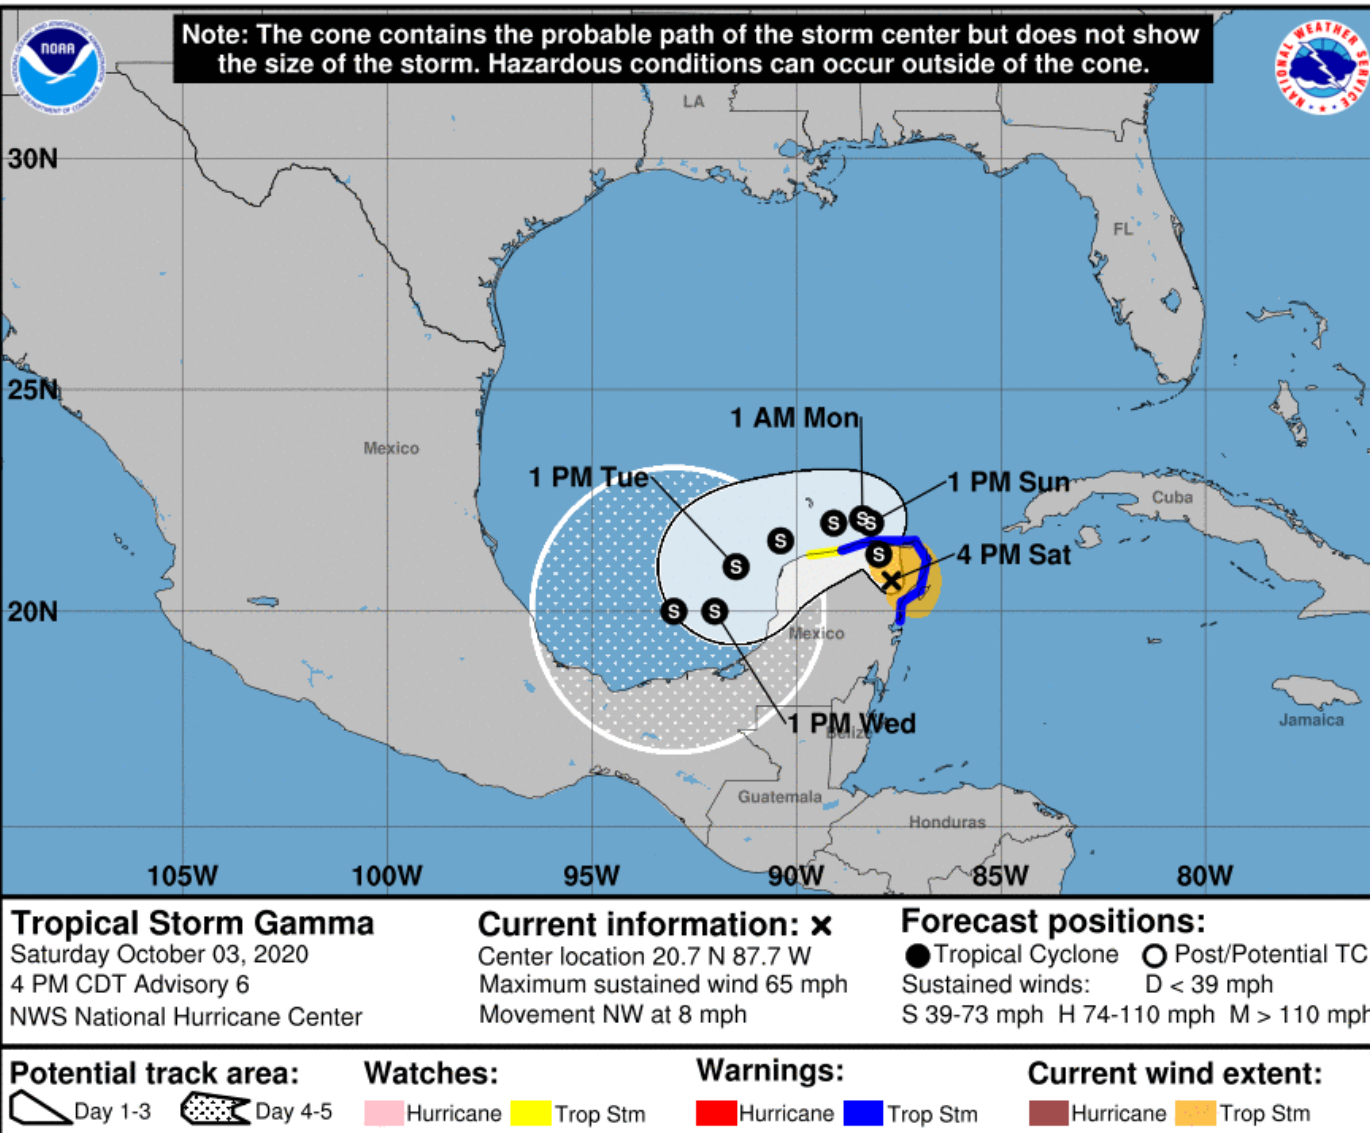 Note: The cone contains the probable path of the storm center but does not show
the size of the storm. Hazardous conditions can occur outside of the cone.
NOAA
NATIONAL WEATHER SERVICE
LA
30N
FL
25N
1 AM Mon
Mexico
1 PM Tue
1 PM Sun
Cuba
S
S
S
S
S
S
4 PM Sat
S
S
S
20N
Mexico
1 PM Wed
Belize
Jamaica
Guatemala
Honduras
105W 100W 95W 90W 85W 80W
Tropical Storm Gamma
Saturday October 03, 2020
4 PM CDT Advisory 6
NWS National Hurricane Center
Current information: ×
Center location 20.7 N 87.7 W
Maximum sustained wind 65 mph
Movement NW at 8 mph
Forecast positions:
Tropical Cyclone Post/Potential TC
Sustained winds: D < 39 mph
S 39-73 mph H 74-110 mph M > 110 mph
Potential track area:
Day 1-3 Day 4-5
Watches:
Hurricane Trop Stm
Warnings:
Hurricane Trop Stm
Current wind extent:
Hurricane Trop Stm